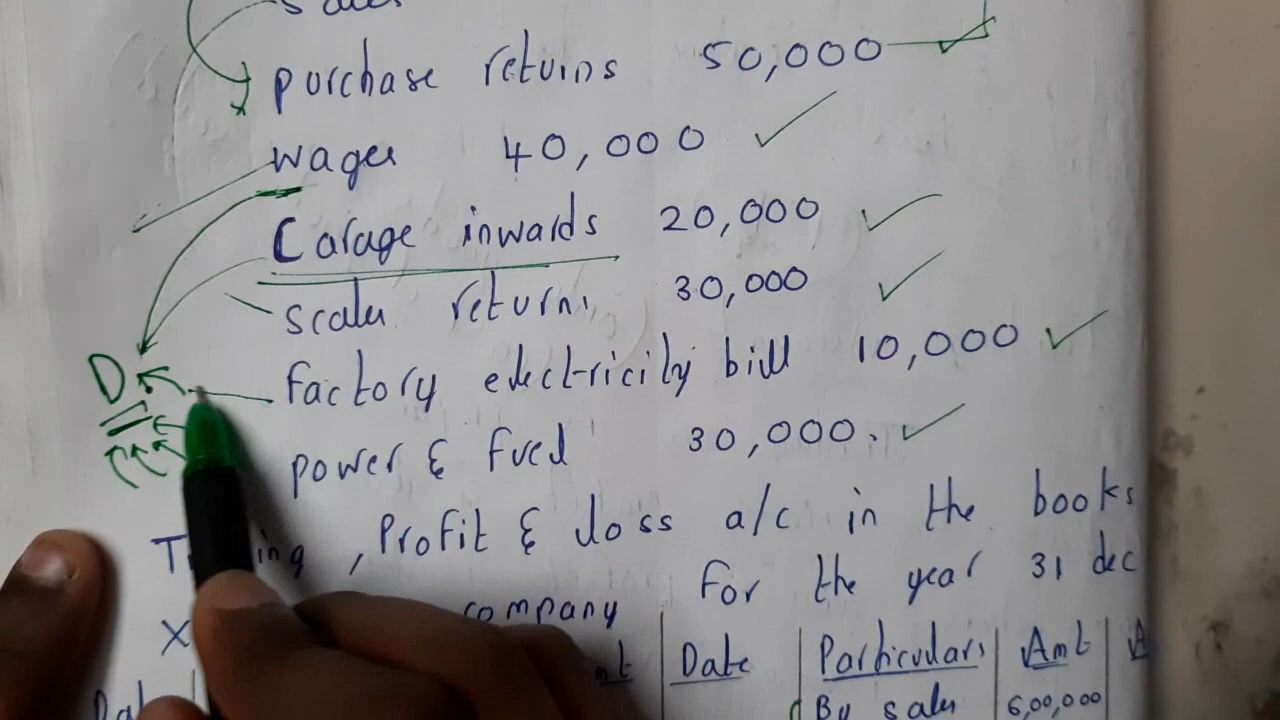 purchase returns 50,000
wages 40,000
Carage inwards 20,000
scales returns 30,000
factory electricity bill 10,000
power & fuel 30,000.
D
, Profit & loss a/c in the books
company For the year 31 dec
X
Date Particulars Amt
By sales 6,00,000